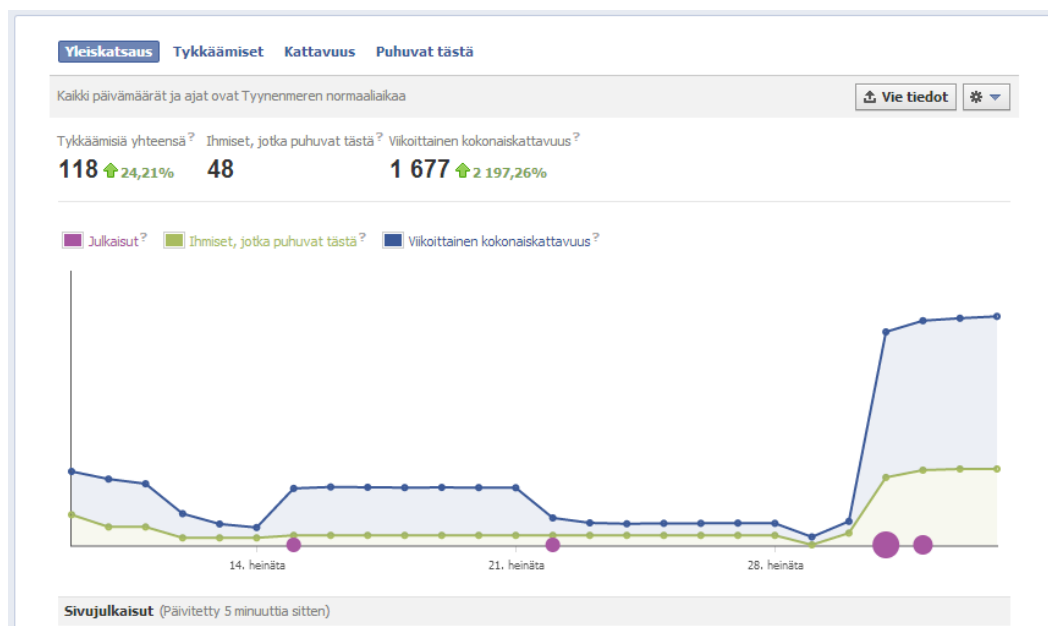 Yleiskatsaus Tykkäämiset Kattavuus Puhuvat tästä
Kaikki päivämäärät ja ajat ovat Tyynenmeren normaaliaikaa
Vie tiedot
Tykkäämisiä yhteensä? Ihmiset, jotka puhuvat tästä? Viikoittainen kokonaiskattavuus?
118 24,21% 48 1 677 2 197,26%
Julkaisut? Ihmiset, jotka puhuvat tästä? Viikoittainen kokonaiskattavuus?
14. heinäta 21. heinäta 28. heinäta
Sivujulkaisut (Päivitetty 5 minuuttia sitten)